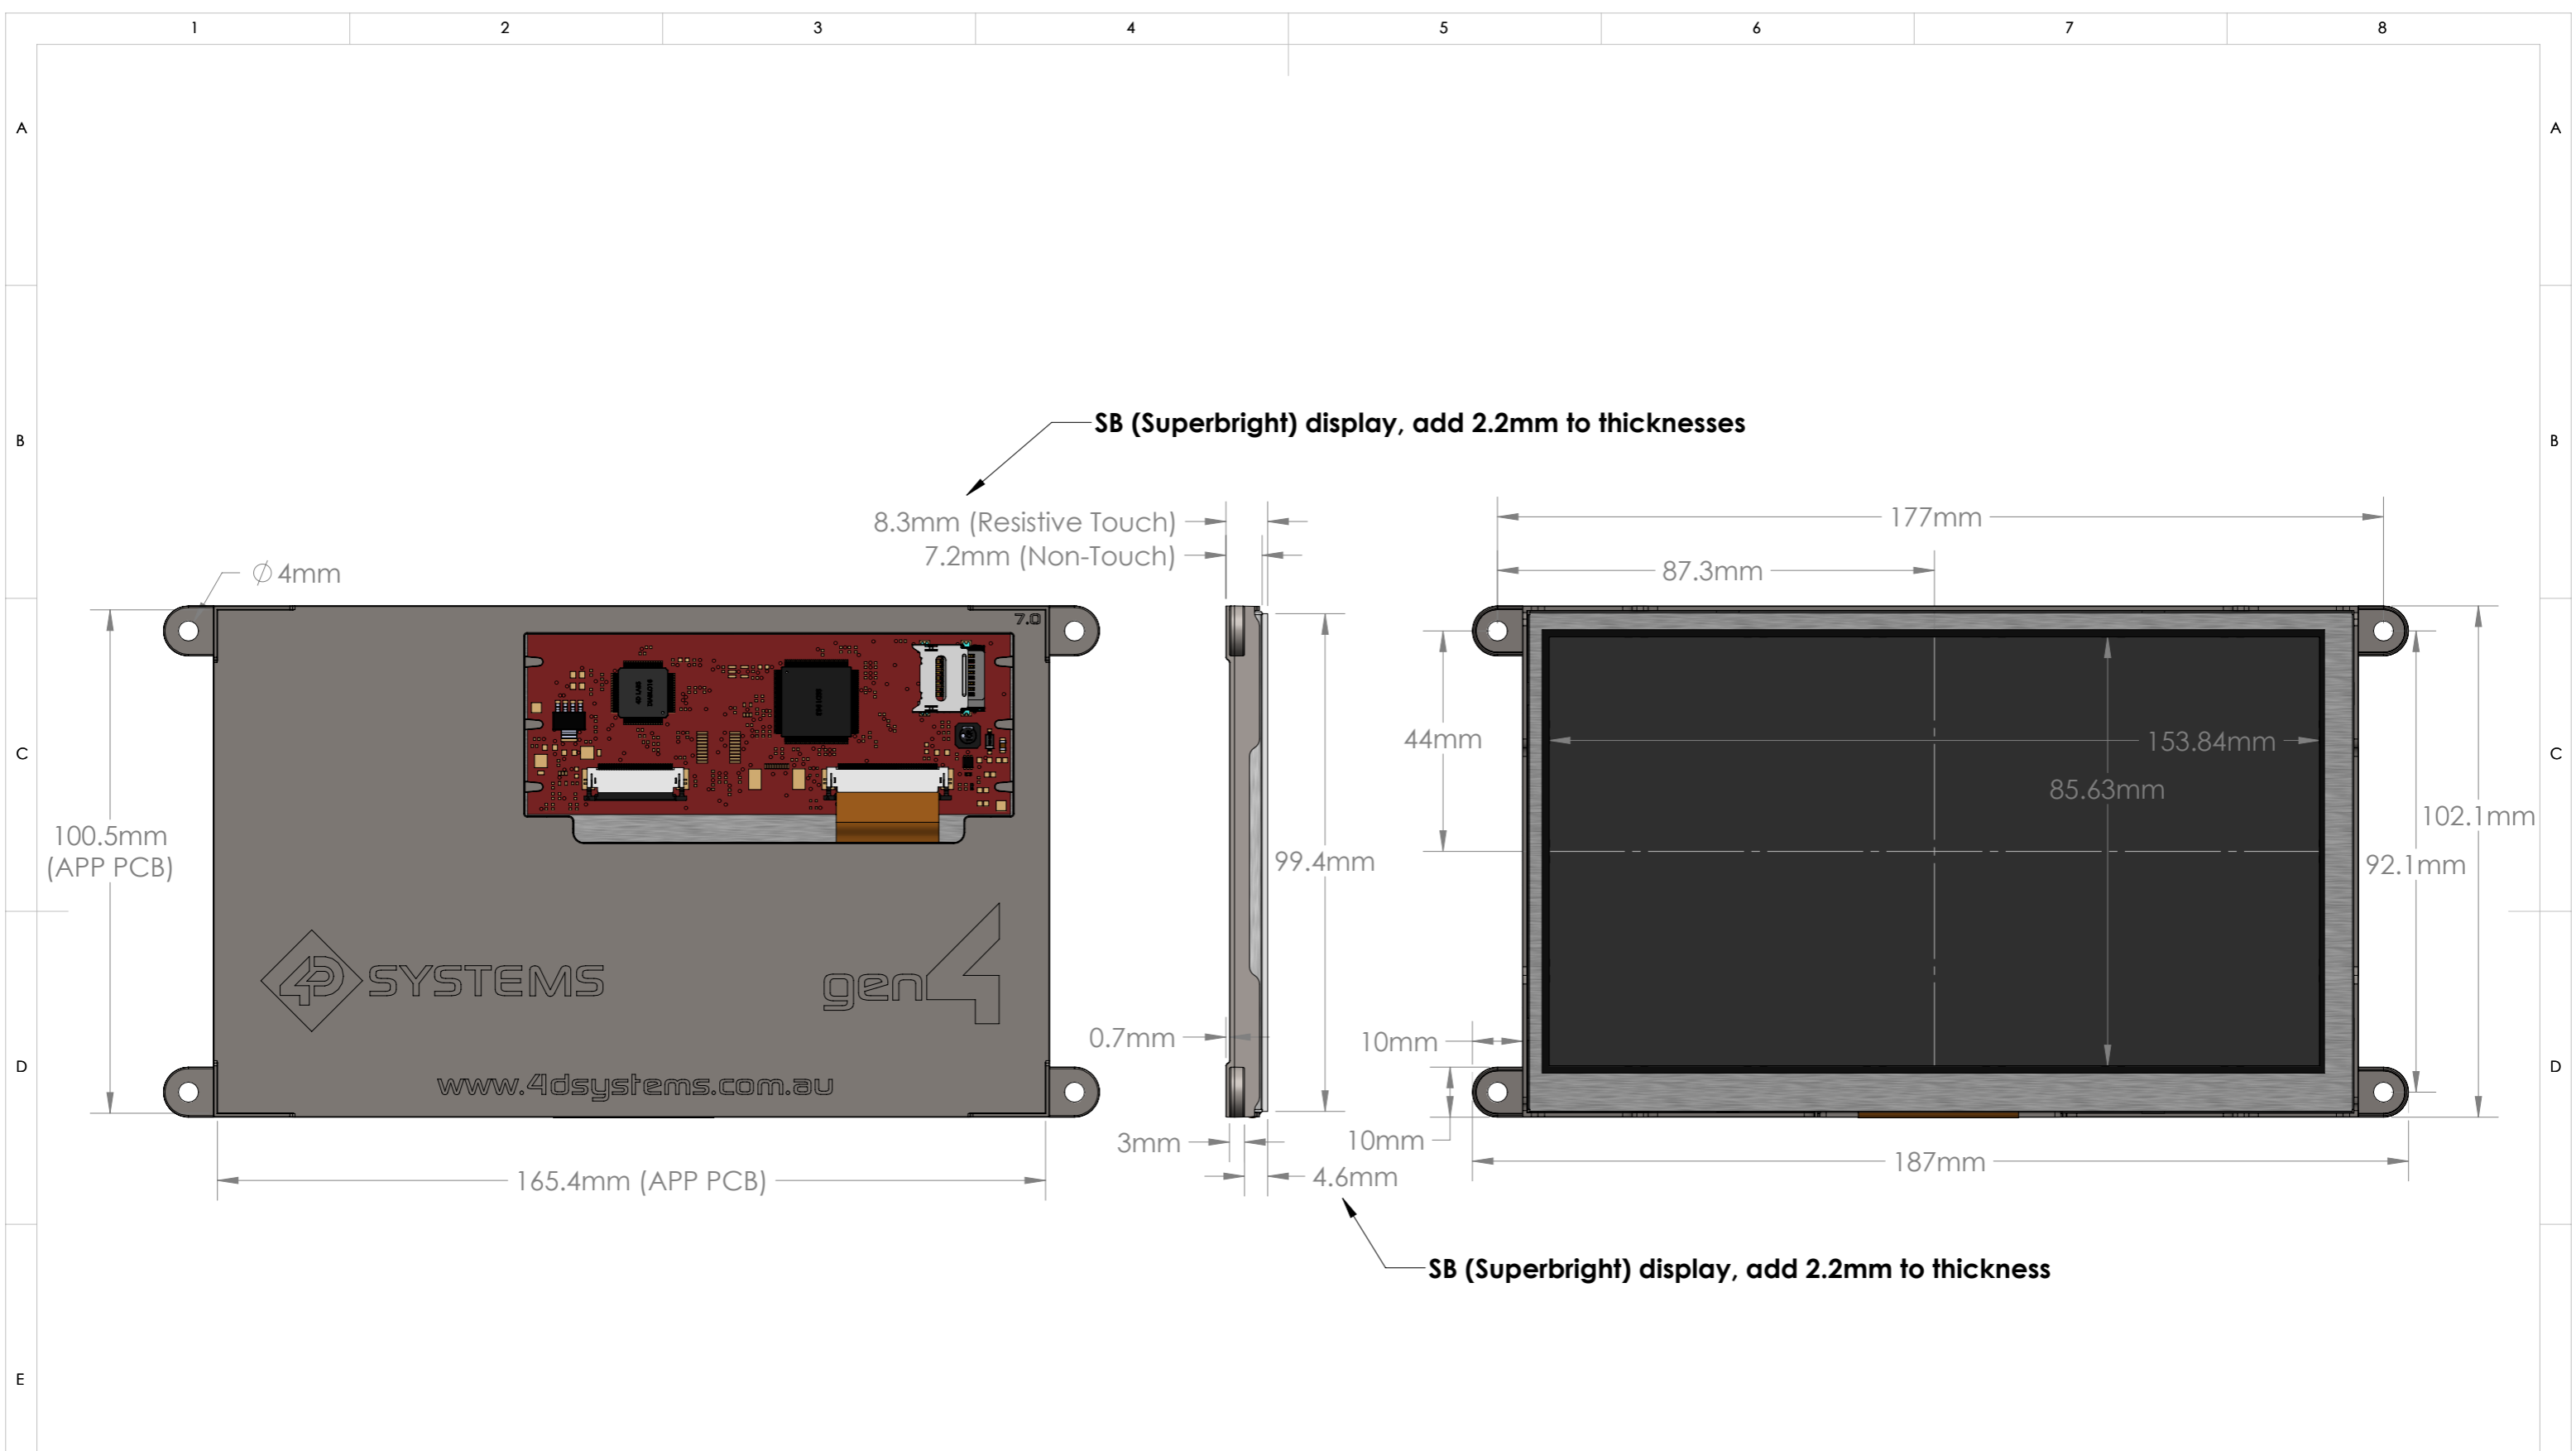 1 2 3 4 5 6 7 8
A A
B B
SB (Superbright) display, add 2.2mm to thicknesses
8.3mm (Resistive Touch)
7.2mm (Non-Touch)
177mm
87.3mm
∅4mm
7.0
C C
44mm
153.84mm
85.63mm
100.5mm
(APP PCB)
99.4mm
102.1mm
92.1mm
4D SYSTEMS
gen4
0.7mm
10mm
D D
www.4dsystems.com.au
3mm
10mm
165.4mm (APP PCB)
4.6mm
187mm
SB (Superbright) display, add 2.2mm to thickness
E